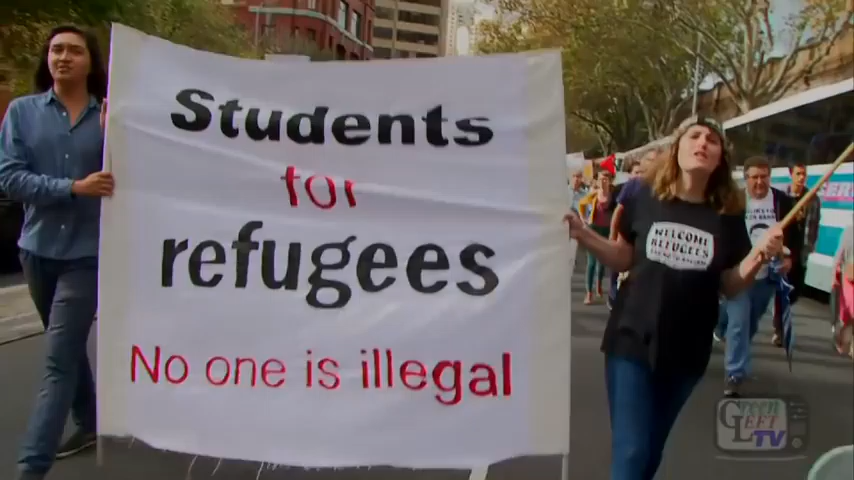 Students
for
refugees
No one is illegal
WELCOME
REFUGEES
Green
LEFT
TV